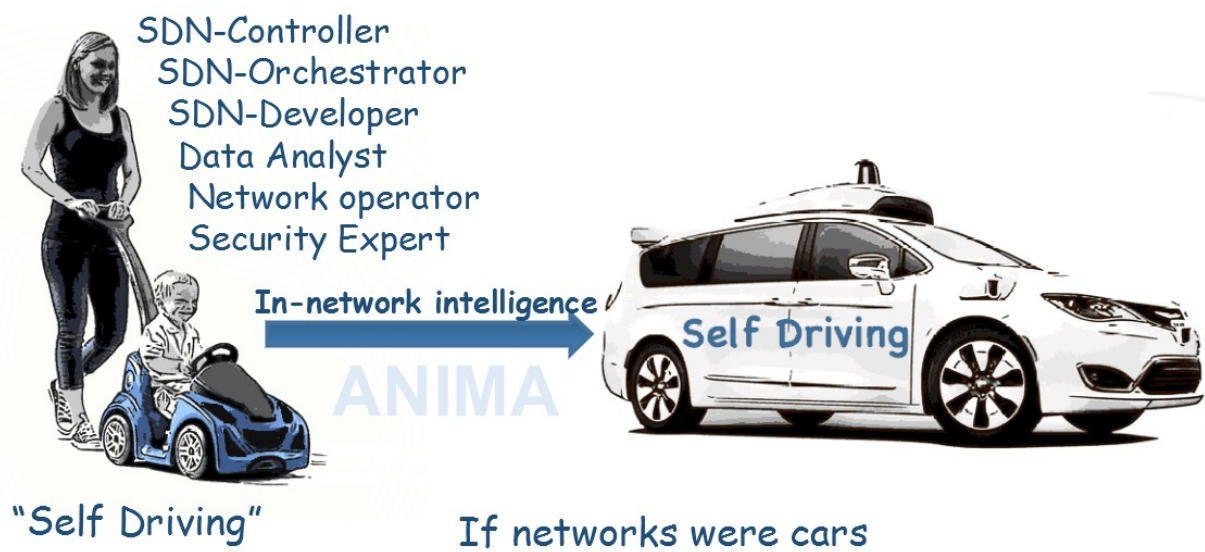 SDN-Controller
SDN-Orchestrator
SDN-Developer
Data Analyst
Network operator
Security Expert
In-network intelligence
ANIMA
Self Driving
“Self Driving”
If networks were cars